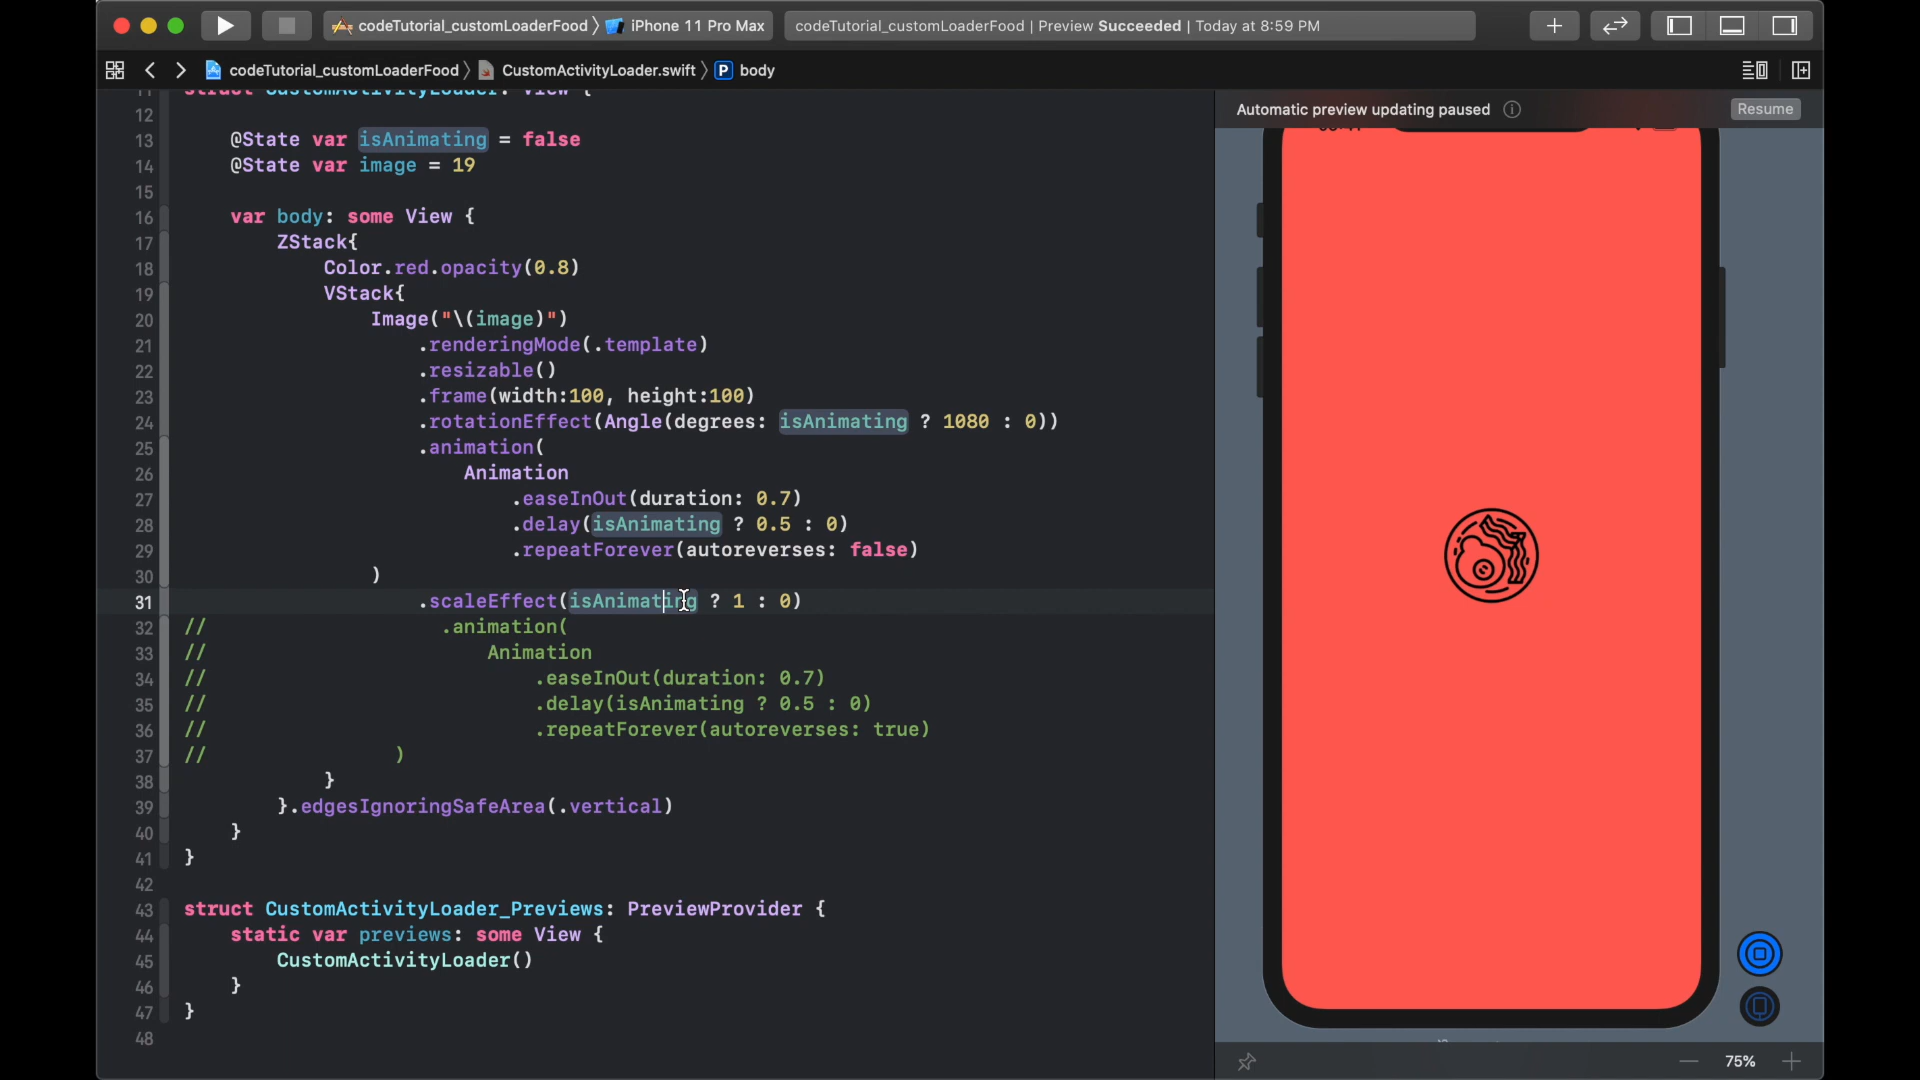 codeTutorial_customLoaderFood 〉 iPhone 11 Pro Max
codeTutorial_customLoaderFood | Preview Succeeded | Today at 8:59 PM
codeTutorial_customLoaderFood 〉 CustomActivityLoader.swift 〉 P body
Automatic preview updating paused
Resume
11 struct CustomActivityLoader: View {
12
13 @State var isAnimating = false
14 @State var image = 19
15
16 var body: some View {
17 ZStack{
18 Color.red.opacity(0.8)
19 VStack{
20 Image("\(image)")
21 .renderingMode(.template)
22 .resizable()
23 .frame(width:100, height:100)
24 .rotationEffect(Angle(degrees: isAnimating ? 1080 : 0))
25 .animation(
26 Animation
27 .easeInOut(duration: 0.7)
28 .delay(isAnimating ? 0.5 : 0)
29 .repeatForever(autoreverses: false)
30 )
31 .scaleEffect(isAnimating ? 1 : 0)
32 // .animation(
33 // Animation
34 // .easeInOut(duration: 0.7)
35 // .delay(isAnimating ? 0.5 : 0)
36 // .repeatForever(autoreverses: true)
37 // )
38 }
39 }.edgesIgnoringSafeArea(.vertical)
40 }
41 }
42
43 struct CustomActivityLoader_Previews: PreviewProvider {
44 static var previews: some View {
45 CustomActivityLoader()
46 }
47 }
48
75%